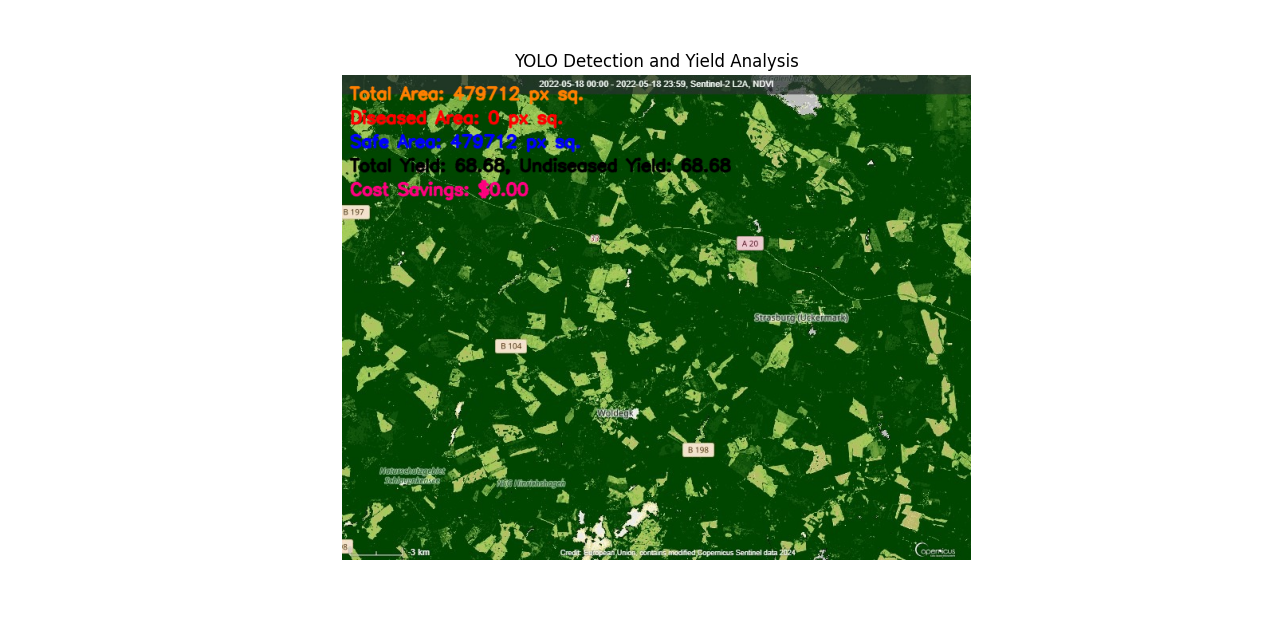 YOLO Detection and Yield Analysis
2022-05-18 00:00 - 2022-05-18 23:59, Sentinel-2 L2A, NDVI
Total Area: 479712 px sq.
Diseased Area: 0 px sq.
Safe Area: 479712 px sq.
Total Yield: 68.68, Undiseased Yield: 68.68
Cost Savings: $0.00
B 197
A 20
Strasburg (Uckermark)
B 104
Woldegk
B 198
Naturschutzgebiet
NSG Hinrichshagen
3 km
Credit: European Union, contains modified Copernicus Sentinel data 2024
opernicus